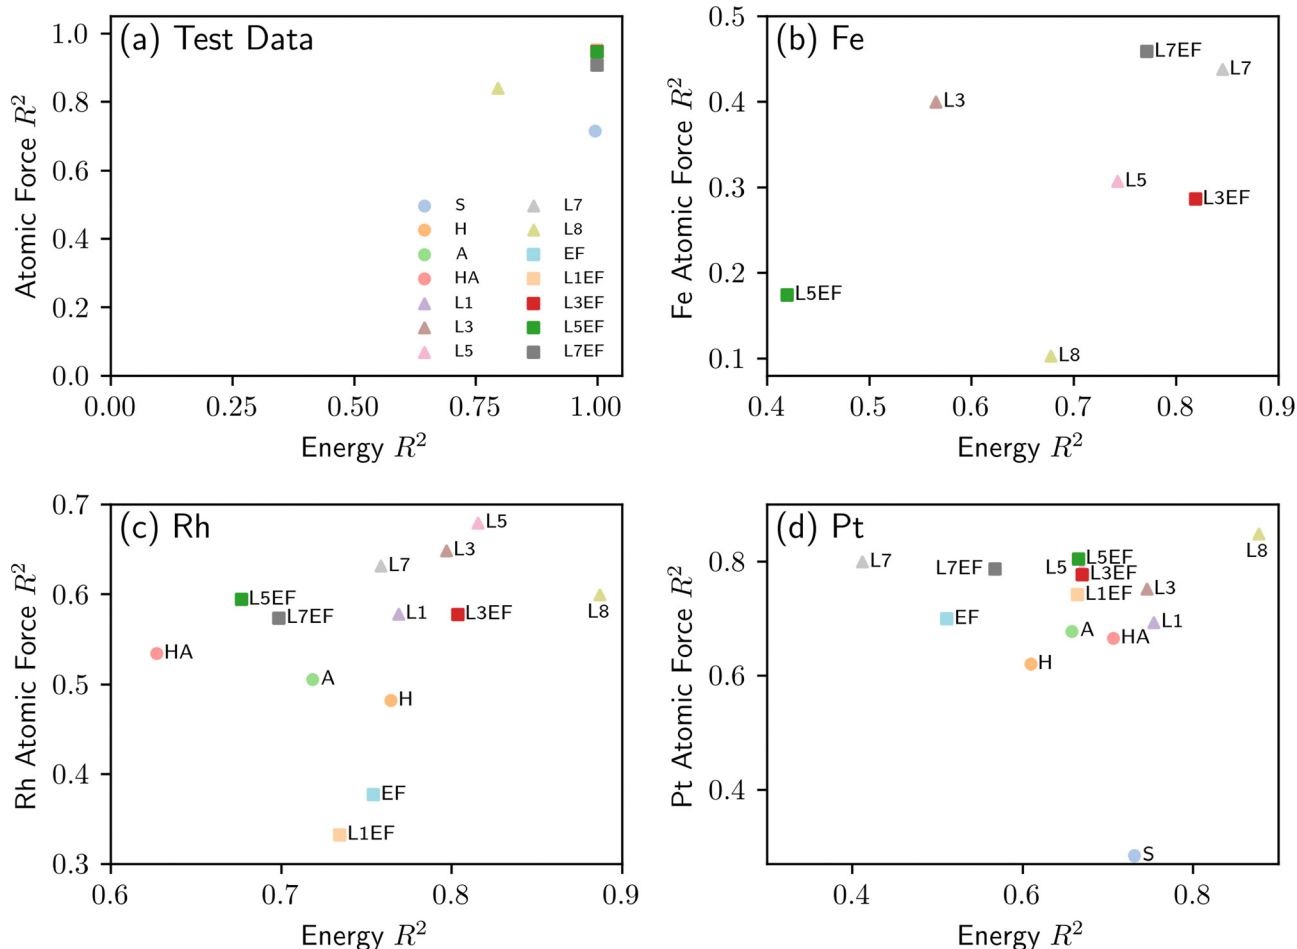 (a) Test Data
Atomic Force R²
1.0
0.8
0.6
0.4
0.2
0.0
S
H
A
HA
L1
L3
L5
L7
L8
EF
L1EF
L3EF
L5EF
L7EF
0.00 0.25 0.50 0.75 1.00
Energy R²
(b) Fe
Fe Atomic Force R²
0.5
0.4
0.3
0.2
0.1
L7EF
L7
L3
L5
L3EF
L5EF
L8
0.4 0.5 0.6 0.7 0.8 0.9
Energy R²
(c) Rh
Rh Atomic Force R²
0.7
0.6
0.5
0.4
0.3
L5
L3
L7
L5EF
L7EF
L1
L3EF
L8
HA
A
H
EF
L1EF
0.6 0.7 0.8 0.9
Energy R²
(d) Pt
Pt Atomic Force R²
0.8
0.6
0.4
L8
L7
L7EF
L5
L5EF
L3EF
L3
L1EF
EF
L1
A
HA
H
S
0.4 0.6 0.8
Energy R²